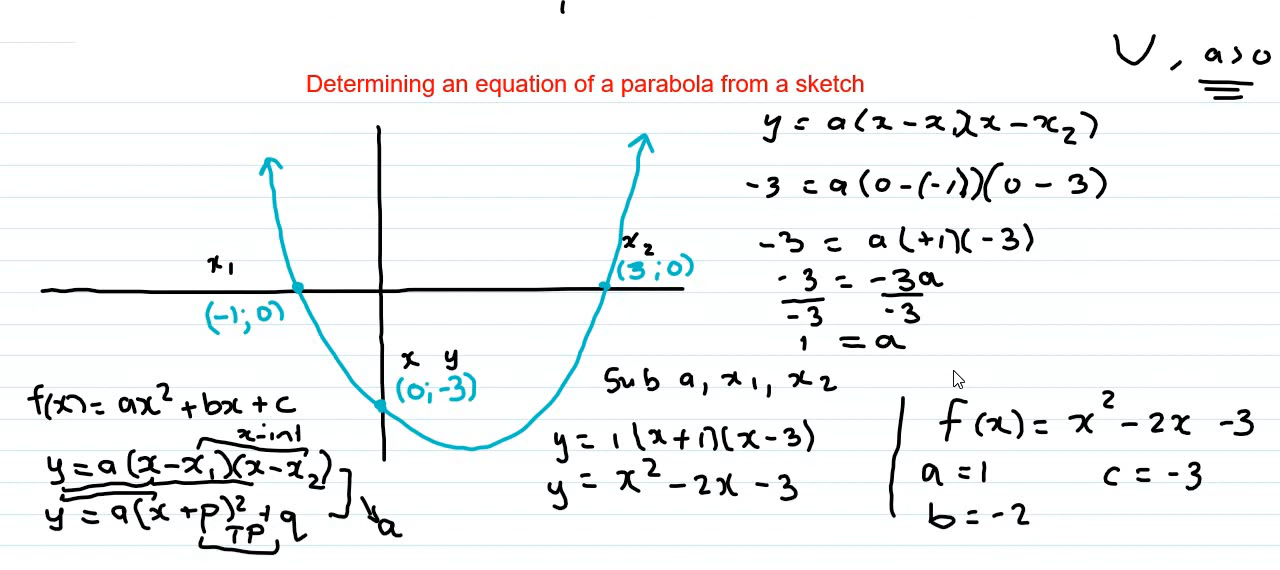 ∪, a>0
Determining an equation of a parabola from a sketch
y = a(x - x₁)(x - x₂)
-3 = a(0-(-1))(0 - 3)
-3 = a(+1)(-3)
-3 = -3a
-3 -3
1 = a
x₁
(-1; 0)
x₂
(3; 0)
x y
(0; -3)
f(x) = ax² + bx + c
x-int
y = a(x - x₁)(x - x₂)
y = a(x + p)² + q
TP
a
Sub a, x₁, x₂
y = 1(x+1)(x-3)
y = x² - 2x - 3
f(x) = x² - 2x - 3
a = 1 c = -3
b = -2